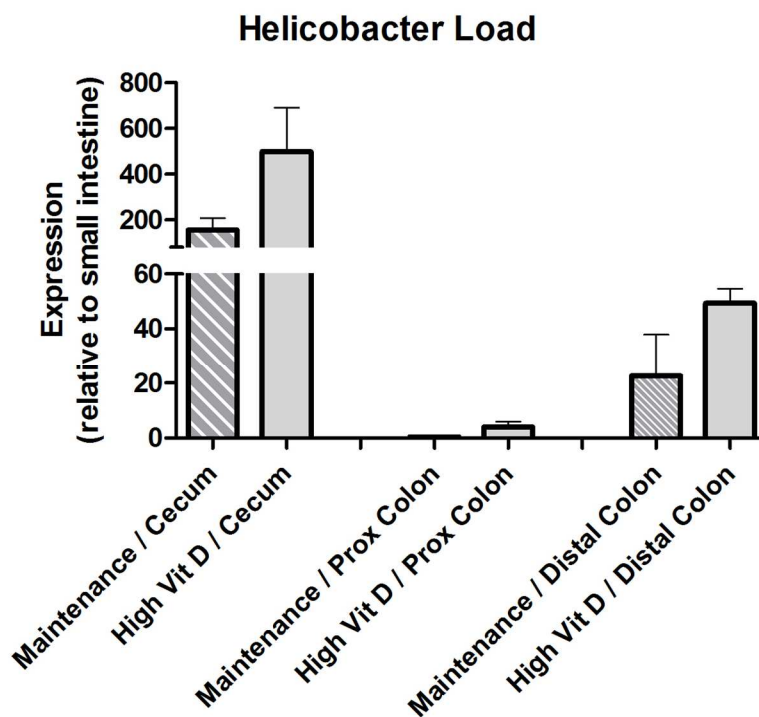 Helicobacter Load
Expression
(relative to small intestine)
800
600
400
200
60
40
20
0
Maintenance / Cecum
High Vit D / Cecum
Maintenance / Prox Colon
High Vit D / Prox Colon
Maintenance / Distal Colon
High Vit D / Distal Colon